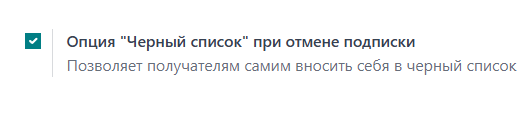 Опция "Черный список" при отмене подписки
Позволяет получателям самим вносить себя в черный список